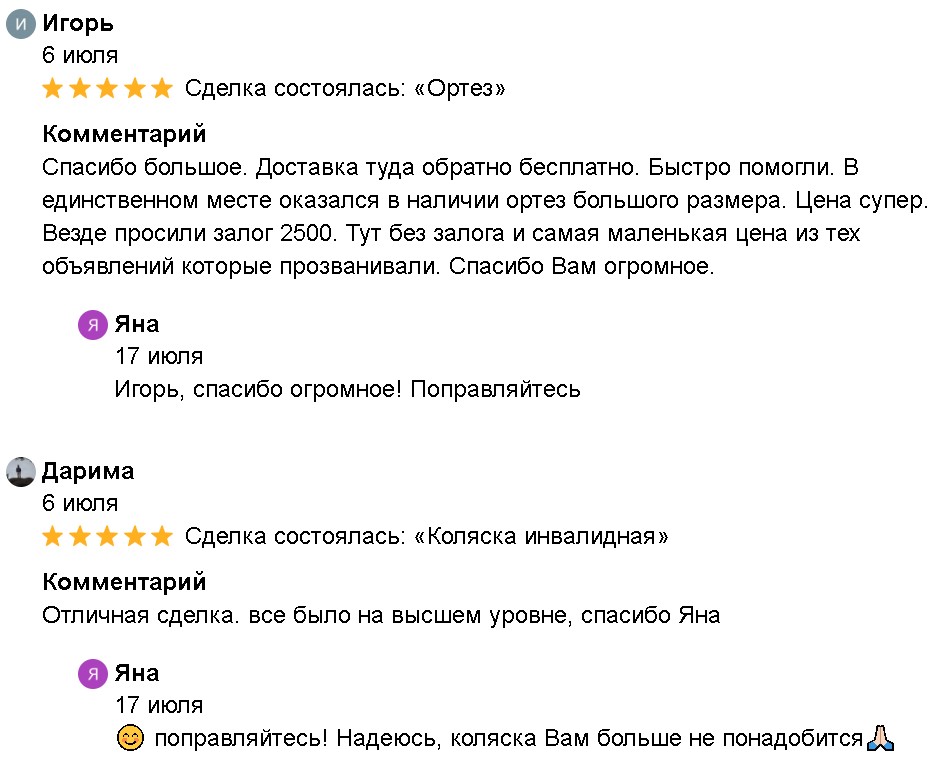 И Игорь
6 июля
Сделка состоялась: «Ортез»
Комментарий
Спасибо большое. Доставка туда обратно бесплатно. Быстро помогли. В
единственном месте оказался в наличии ортез большого размера. Цена супер.
Везде просили залог 2500. Тут без залога и самая маленькая цена из тех
объявлений которые прозванивали. Спасибо Вам огромное.
Я Яна
17 июля
Игорь, спасибо огромное! Поправляйтесь
Дарима
6 июля
Сделка состоялась: «Коляска инвалидная»
Комментарий
Отличная сделка. все было на высшем уровне, спасибо Яна
Я Яна
17 июля
😊 поправляйтесь! Надеюсь, коляска Вам больше не понадобится🙏🏻